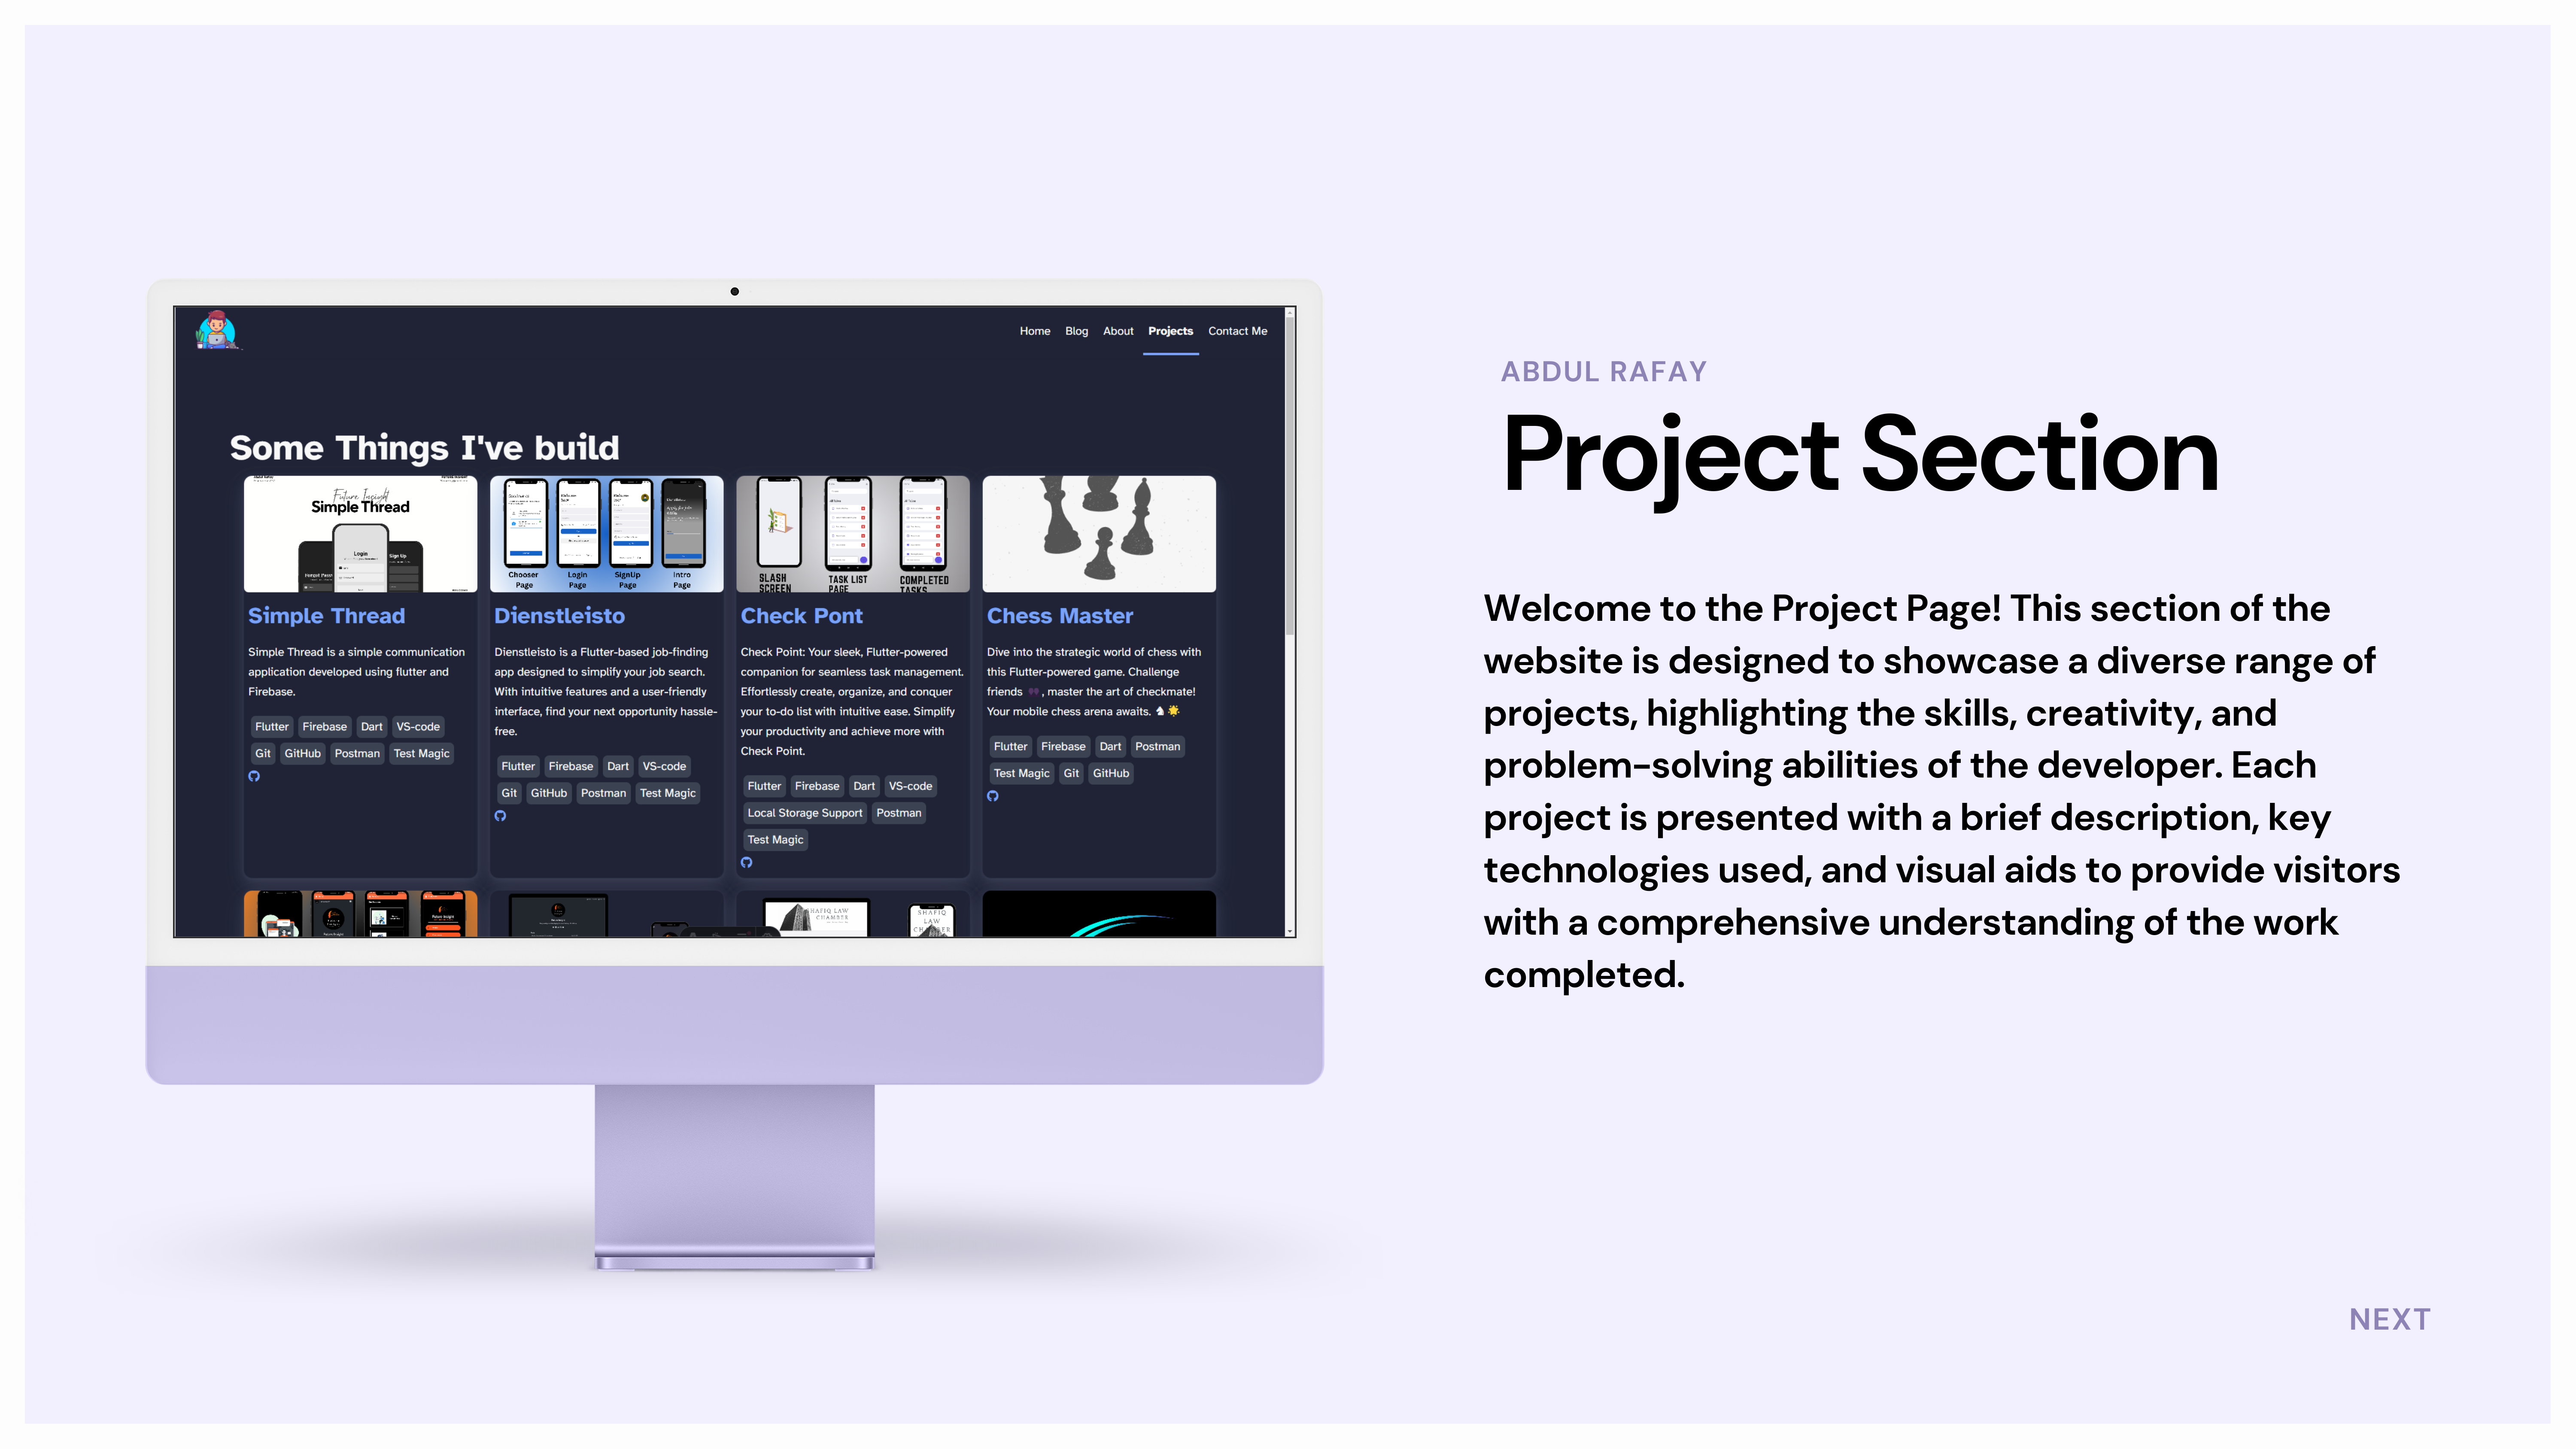 Home Blog About Projects Contact Me
Some Things I've build
Future Insight
Simple Thread
Login
Sign Up
Simple Thread
Simple Thread is a simple communication
application developed using flutter and
Firebase.
Flutter Firebase Dart VS-code
Git GitHub Postman Test Magic
Chooser Login SignUp Intro
Page Page Page Page
Dienstleisto
Dienstleisto is a Flutter-based job-finding
app designed to simplify your job search.
With intuitive features and a user-friendly
interface, find your next opportunity hassle-
free.
Flutter Firebase Dart VS-code
Git GitHub Postman Test Magic
SLASH TASK LIST COMPLETED
SCREEN PAGE TASKS
Check Pont
Check Point: Your sleek, Flutter-powered
companion for seamless task management.
Effortlessly create, organize, and conquer
your to-do list with intuitive ease. Simplify
your productivity and achieve more with
Check Point.
Flutter Firebase Dart VS-code
Local Storage Support Postman
Test Magic
Chess Master
Dive into the strategic world of chess with
this Flutter-powered game. Challenge
friends 👥, master the art of checkmate!
Your mobile chess arena awaits. ♞🌟
Flutter Firebase Dart Postman
Test Magic Git GitHub
SHAFIQ LAW
CHAMBER
SHAFIQ
LAW
CHAMBER
ABDUL RAFAY
Project Section
Welcome to the Project Page! This section of the
website is designed to showcase a diverse range of
projects, highlighting the skills, creativity, and
problem-solving abilities of the developer. Each
project is presented with a brief description, key
technologies used, and visual aids to provide visitors
with a comprehensive understanding of the work
completed.
NEXT